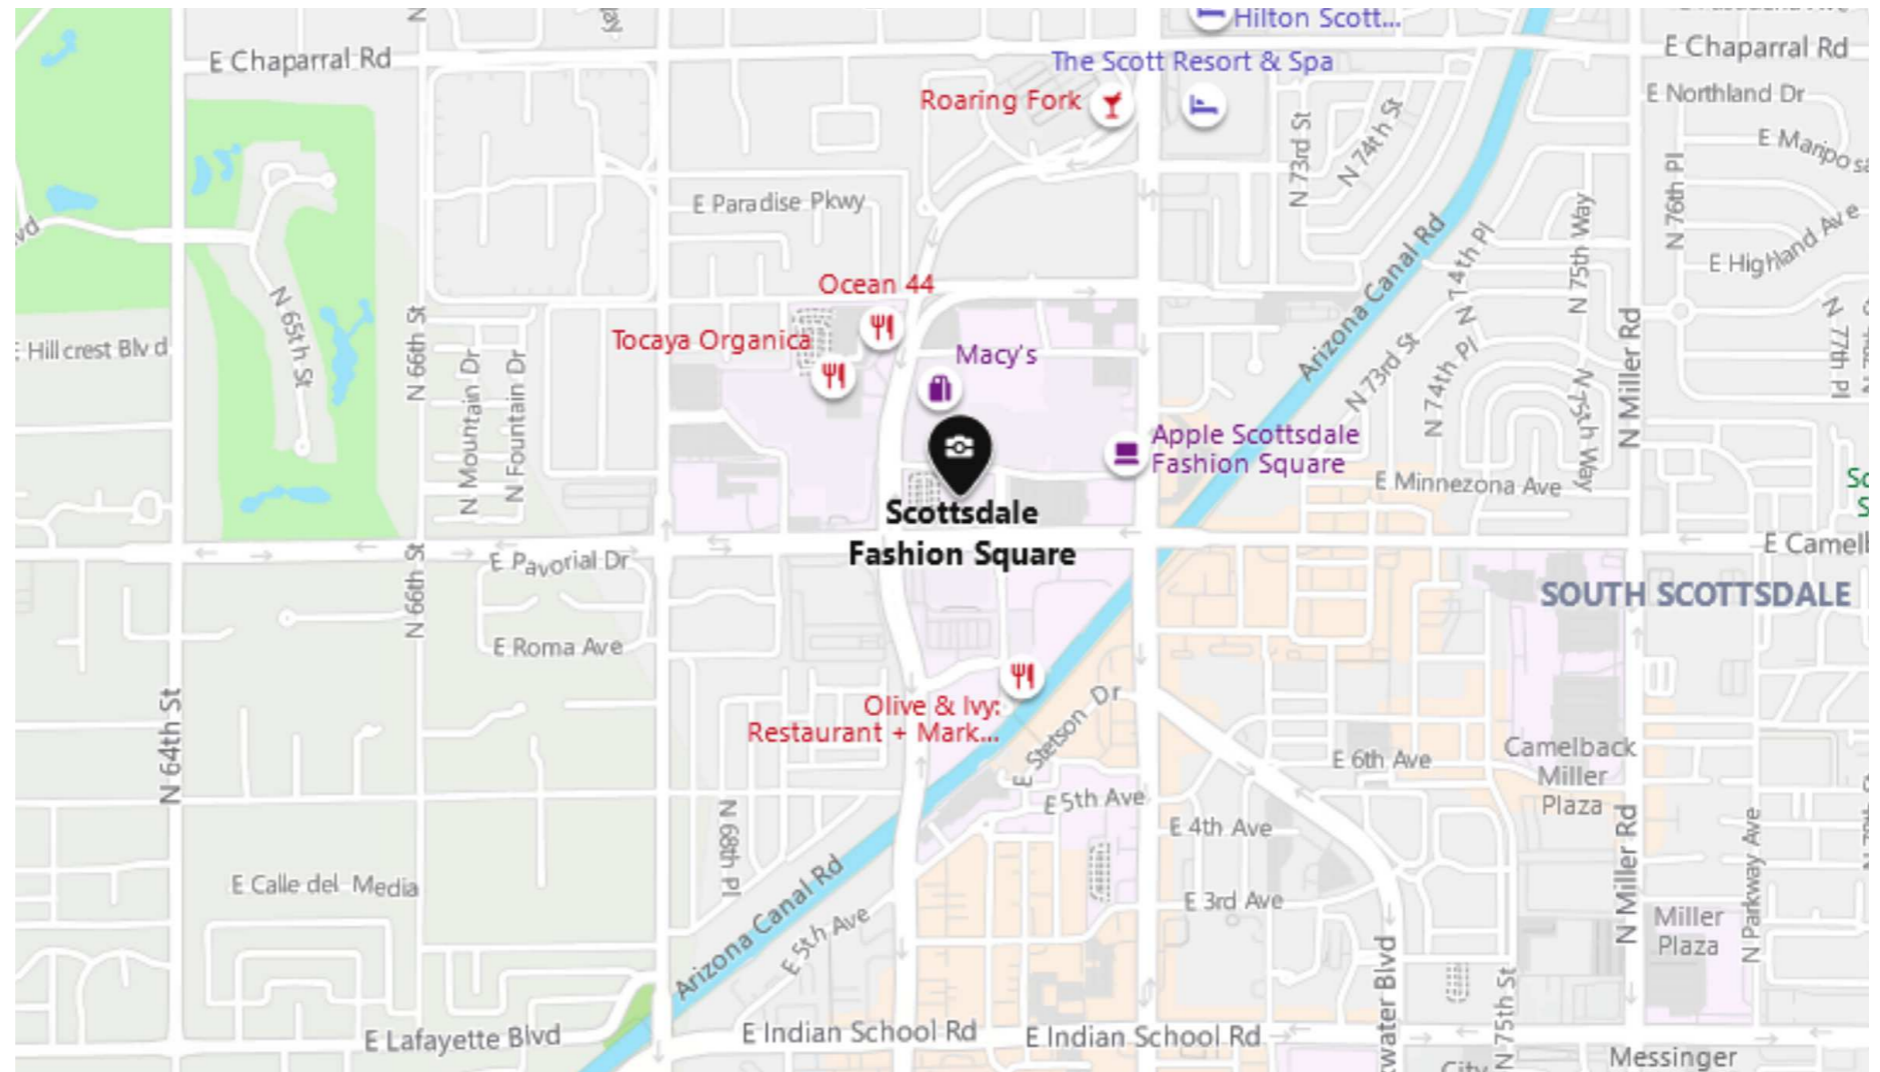 Hilton Scott...
E Chaparral Rd
E Chaparral Rd
The Scott Resort & Spa
Roaring Fork
E Northland Dr
E Mariposa
N 73rd St
N 74th St
N 76th Pl
E Paradise Pkwy
N 75th Way
E Highland Ave
Arizona Canal Rd
N 74th Pl
Ocean 44
N 65th St
N 66th St
Tocaya Organica
Macy's
E Hillcrest Blvd
N Mountain Dr
N Fountain Dr
N 73rd St
N 74th Pl
N 75th Way
N Miller Rd
N 77th Pl
Apple Scottsdale
Fashion Square
E Minnezona Ave
Scottsdale
Fashion Square
E Camelb
E Pavorial Dr
N 66th St
SOUTH SCOTTSDALE
E Roma Ave
N 64th St
Olive & Ivy:
Restaurant + Mark...
E Stetson Dr
E 6th Ave
Camelback
Miller
Plaza
E 5th Ave
N 68th Pl
E 4th Ave
N Miller Rd
N Parkway Ave
E Calle del Media
Arizona Canal Rd
E 5th Ave
E 3rd Ave
Miller
Plaza
kwater Blvd
N 75th St
E Lafayette Blvd
E Indian School Rd
E Indian School Rd
City
Messinger